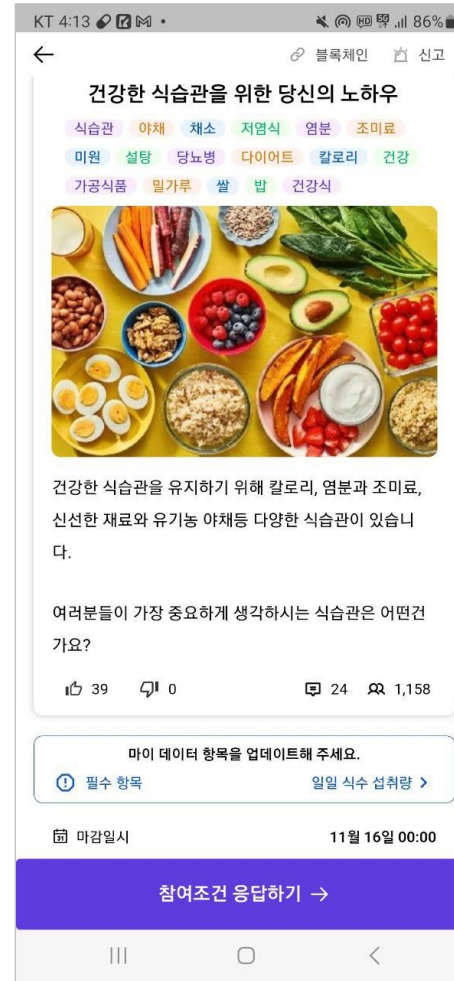 KT 4:13
86%
블록체인 신고
건강한 식습관을 위한 당신의 노하우
식습관 야채 채소 저염식 염분 조미료
미원 설탕 당뇨병 다이어트 칼로리 건강
가공식품 밀가루 쌀 밥 건강식
건강한 식습관을 유지하기 위해 칼로리, 염분과 조미료,
신선한 재료와 유기농 야채등 다양한 식습관이 있습니
다.
여러분들이 가장 중요하게 생각하시는 식습관은 어떤건
가요?
39 0 24 1,158
마이 데이터 항목을 업데이트해 주세요.
필수 항목 일일 식수 섭취량 >
마감일시 11월 16일 00:00
참여조건 응답하기 →